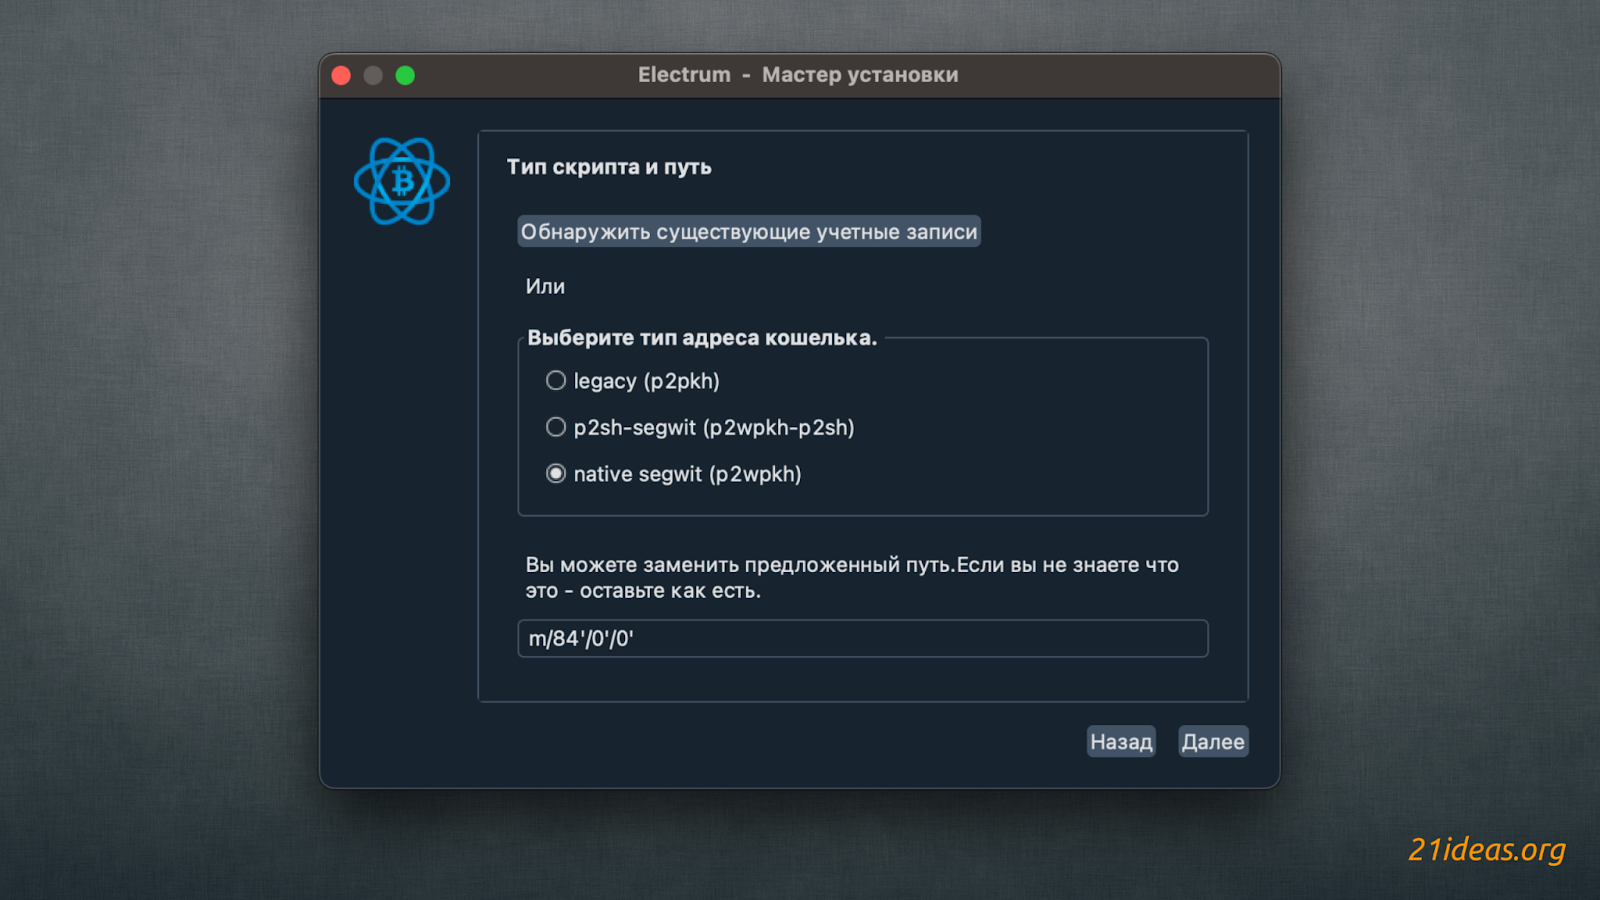 Electrum - Мастер установки
Тип скрипта и путь
Обнаружить существующие учетные записи
Или
Выберите тип адреса кошелька.
legacy (p2pkh)
p2sh-segwit (p2wpkh-p2sh)
native segwit (p2wpkh)
Вы можете заменить предложенный путь.Если вы не знаете что
это - оставьте как есть.
m/84'/0'/0'
Назад Далее
21ideas.org